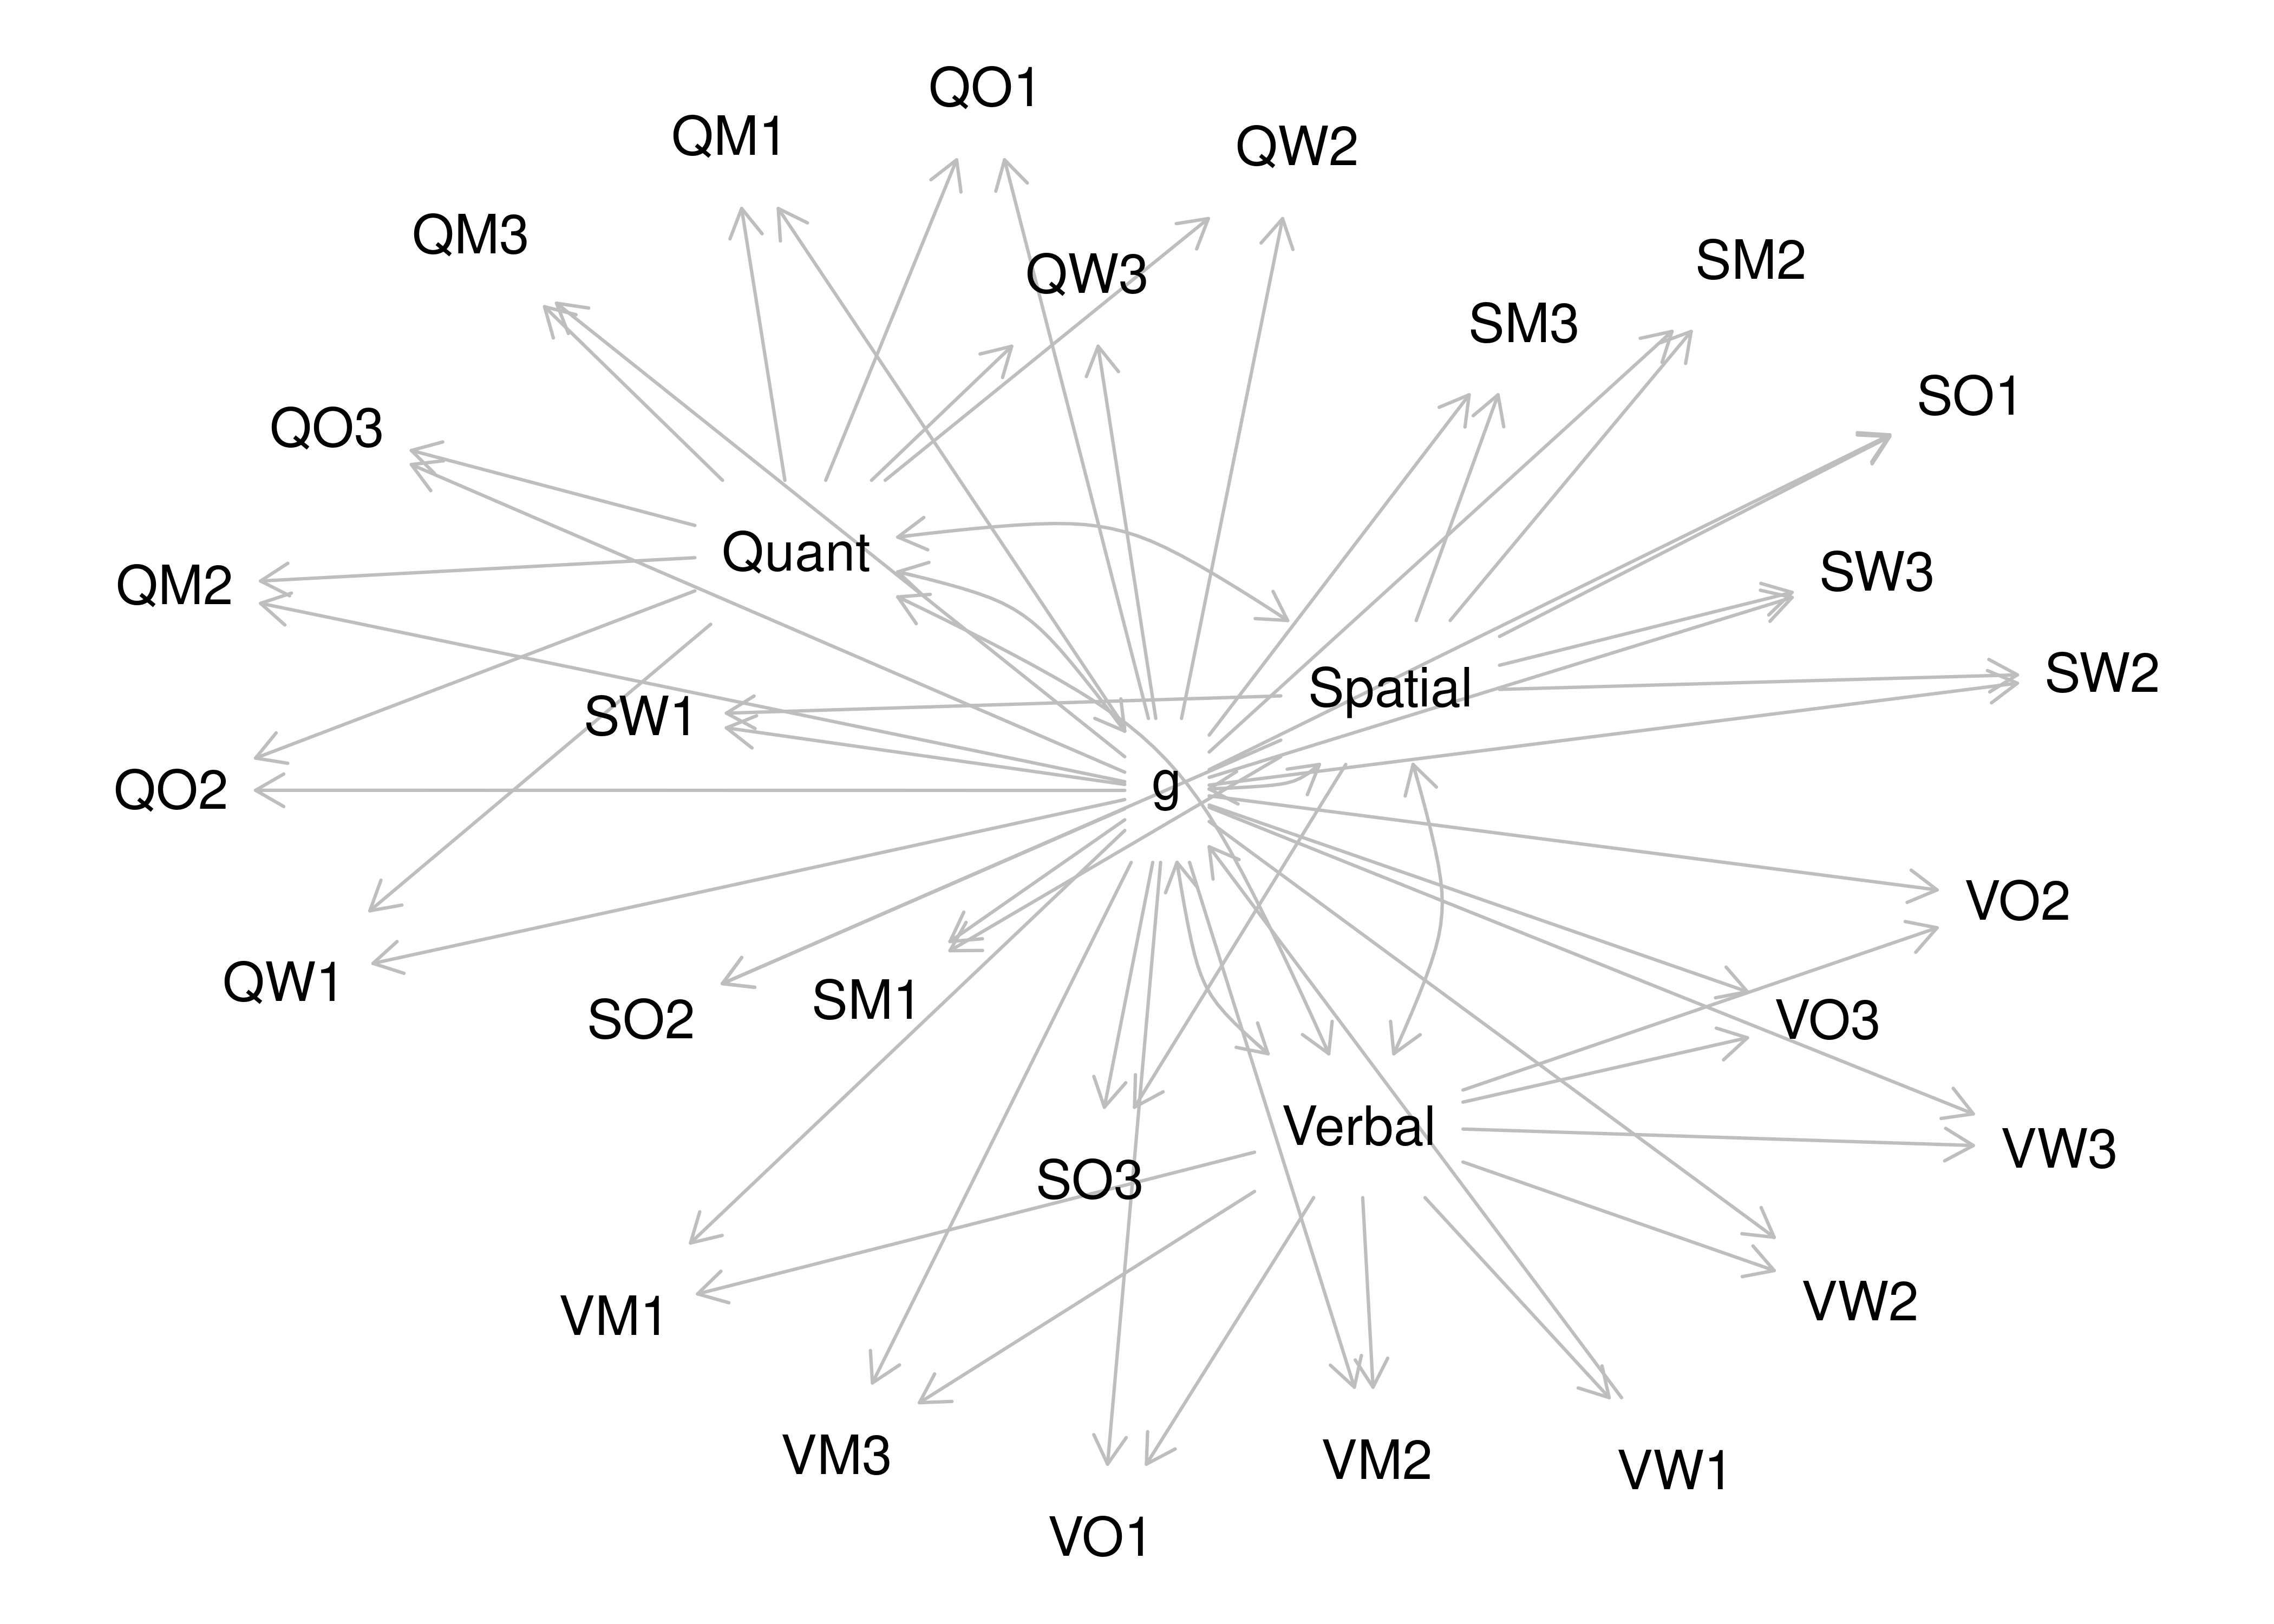 QO1
QM1
QW2
QM3
QW3
SM2
SM3
SO1
QO3
Quant
SW3
QM2
SW2
Spatial
SW1
g
QO2
VO2
QW1
SM1
SO2
VO3
Verbal
VW3
SO3
VW2
VM1
VM3
VM2
VW1
VO1